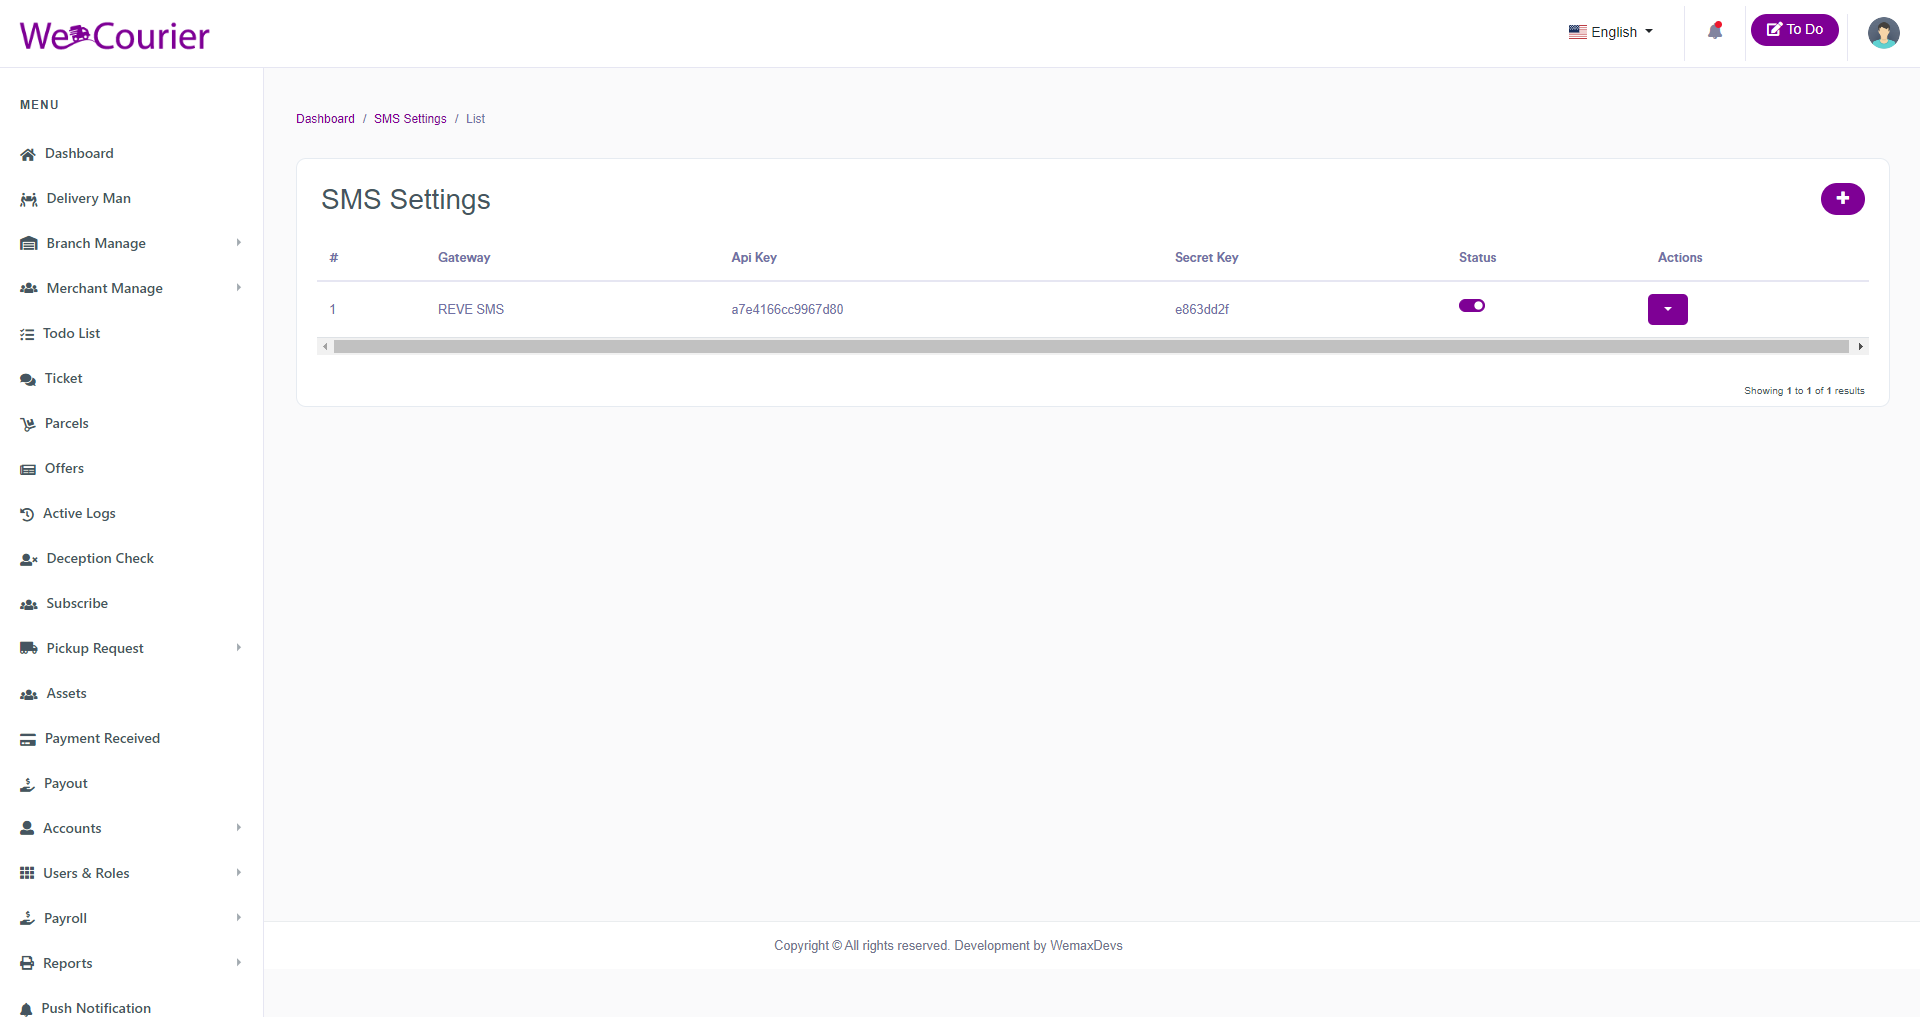 We Courier
English
To Do
MENU
Dashboard
Delivery Man
Branch Manage
Merchant Manage
Todo List
Ticket
Parcels
Offers
Active Logs
Deception Check
Subscribe
Pickup Request
Assets
Payment Received
Payout
Accounts
Users & Roles
Payroll
Reports
Push Notification
Dashboard / SMS Settings / List
SMS Settings
# Gateway Api Key Secret Key Status Actions
1 REVE SMS a7e4166cc9967d80 e863dd2f
Showing 1 to 1 of 1 results
Copyright © All rights reserved. Development by WemaxDevs